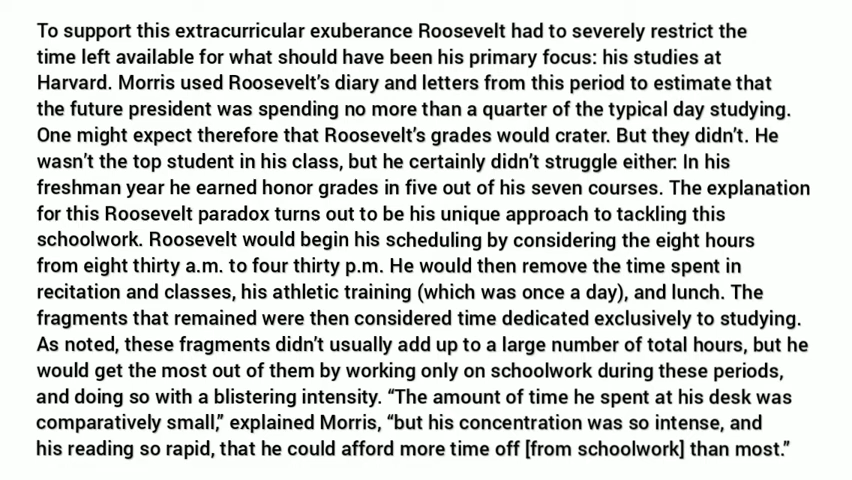 To support this extracurricular exuberance Roosevelt had to severely restrict the
time left available for what should have been his primary focus: his studies at
Harvard. Morris used Roosevelt's diary and letters from this period to estimate that
the future president was spending no more than a quarter of the typical day studying.
One might expect therefore that Roosevelt's grades would crater. But they didn't. He
wasn't the top student in his class, but he certainly didn't struggle either: In his
freshman year he earned honor grades in five out of his seven courses. The explanation
for this Roosevelt paradox turns out to be his unique approach to tackling this
schoolwork. Roosevelt would begin his scheduling by considering the eight hours
from eight thirty a.m. to four thirty p.m. He would then remove the time spent in
recitation and classes, his athletic training (which was once a day), and lunch. The
fragments that remained were then considered time dedicated exclusively to studying.
As noted, these fragments didn't usually add up to a large number of total hours, but he
would get the most out of them by working only on schoolwork during these periods,
and doing so with a blistering intensity. “The amount of time he spent at his desk was
comparatively small,” explained Morris, “but his concentration was so intense, and
his reading so rapid, that he could afford more time off [from schoolwork] than most.”